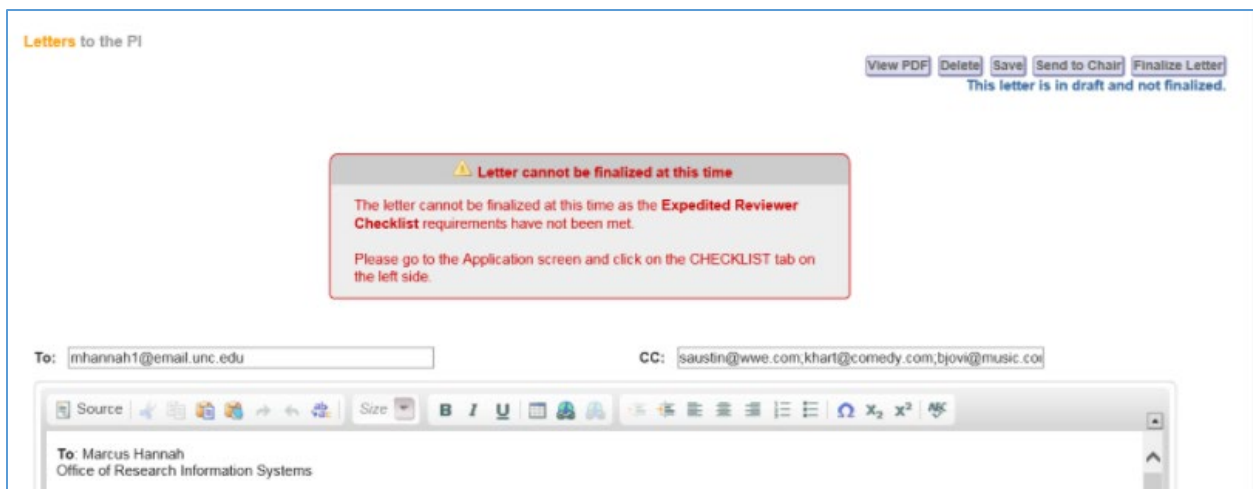 Letters to the PI
View PDF Delete Save Send to Chair Finalize Letter
This letter is in draft and not finalized.
Letter cannot be finalized at this time
The letter cannot be finalized at this time as the Expedited Reviewer
Checklist requirements have not been met.
Please go to the Application screen and click on the CHECKLIST tab on
the left side.
To: mhannah1@email.unc.edu CC: saustin@wwe.com;khart@comedy.com;bjovi@music.co
Source Size B I U Ω x₂ x² ABC
To: Marcus Hannah
Office of Research Information Systems